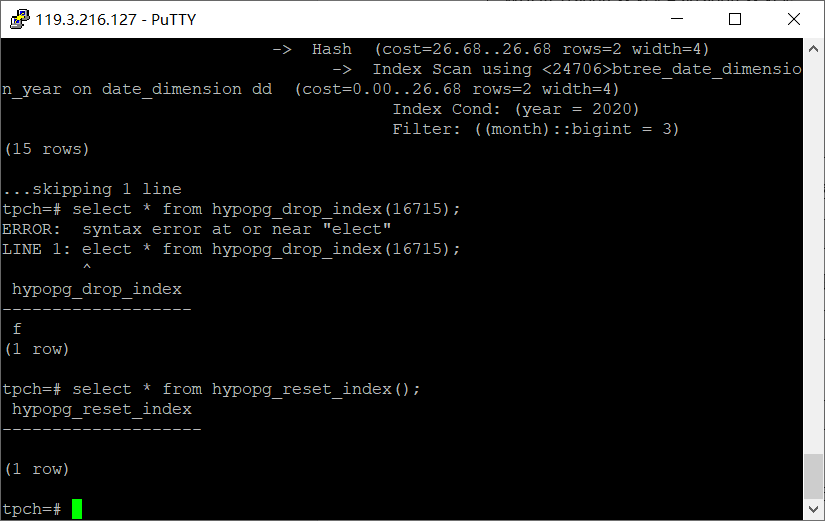 119.3.216.127 - PuTTY
                           ->  Hash  (cost=26.68..26.68 rows=2 width=4)
                                 ->  Index Scan using <24706>btree_date_dimensio
n_year on date_dimension dd  (cost=0.00..26.68 rows=2 width=4)
                                       Index Cond: (year = 2020)
                                       Filter: ((month)::bigint = 3)
(15 rows)

...skipping 1 line
tpch=# select * from hypopg_drop_index(16715);
ERROR:  syntax error at or near "elect"
LINE 1: elect * from hypopg_drop_index(16715);
        ^
 hypopg_drop_index
-------------------
 f
(1 row)

tpch=# select * from hypopg_reset_index();
 hypopg_reset_index
--------------------

(1 row)

tpch=#